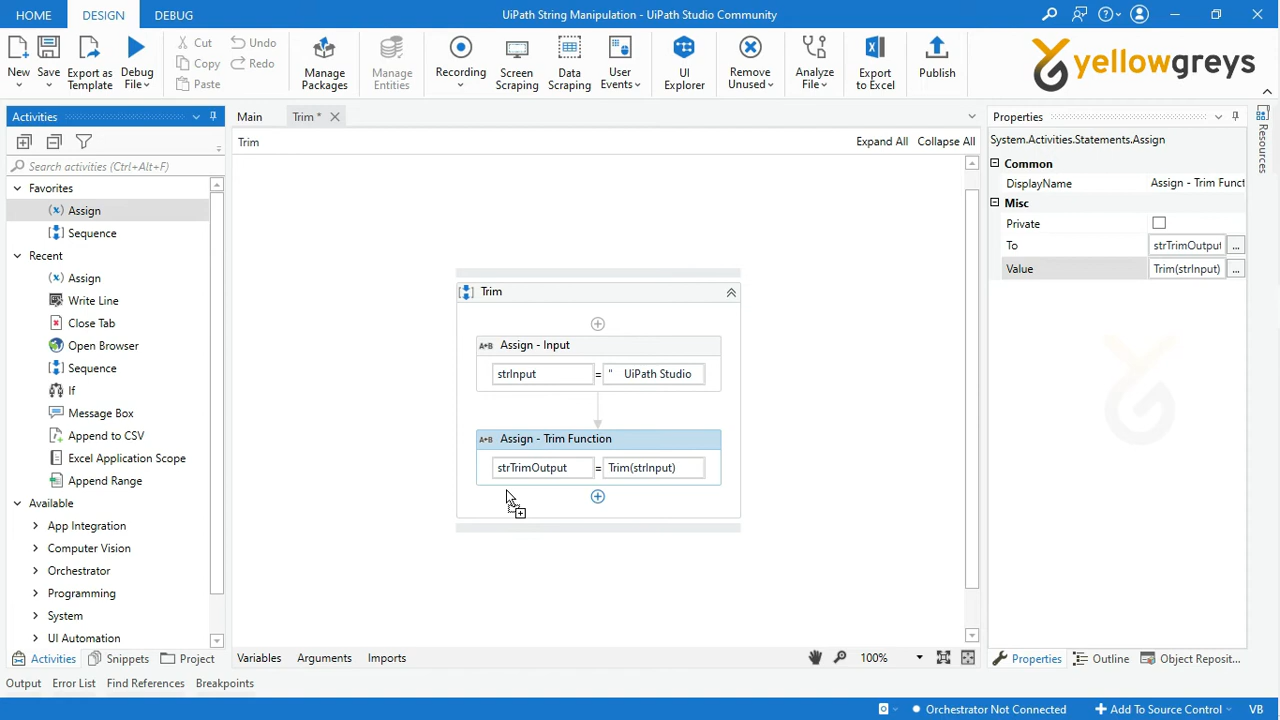 HOME DESIGN DEBUG
UiPath String Manipulation - UiPath Studio Community
New
Save
Export as Template
Debug File
Cut
Copy
Paste
Undo
Redo
Manage Packages
Manage Entities
Recording
Screen Scraping
Data Scraping
User Events
UI Explorer
Remove Unused
Analyze File
Export to Excel
Publish
yellowgreys
Activities
Search activities (Ctrl+Alt+F)
Favorites
Assign
Sequence
Recent
Assign
Write Line
Close Tab
Open Browser
Sequence
If
Message Box
Append to CSV
Excel Application Scope
Append Range
Available
App Integration
Computer Vision
Orchestrator
Programming
System
UI Automation
Activities Snippets Project
Main Trim *
Trim Expand All Collapse All
Trim
A*B Assign - Input
strInput = " UiPath Studio
A*B Assign - Trim Function
strTrimOutput = Trim(strInput)
Variables Arguments Imports 100%
Properties
System.Activities.Statements.Assign
Common
DisplayName Assign - Trim Funct
Misc
Private
To strTrimOutput ...
Value Trim(strInput) ...
Resources
Properties Outline Object Reposit...
Output Error List Find References Breakpoints
Orchestrator Not Connected Add To Source Control VB